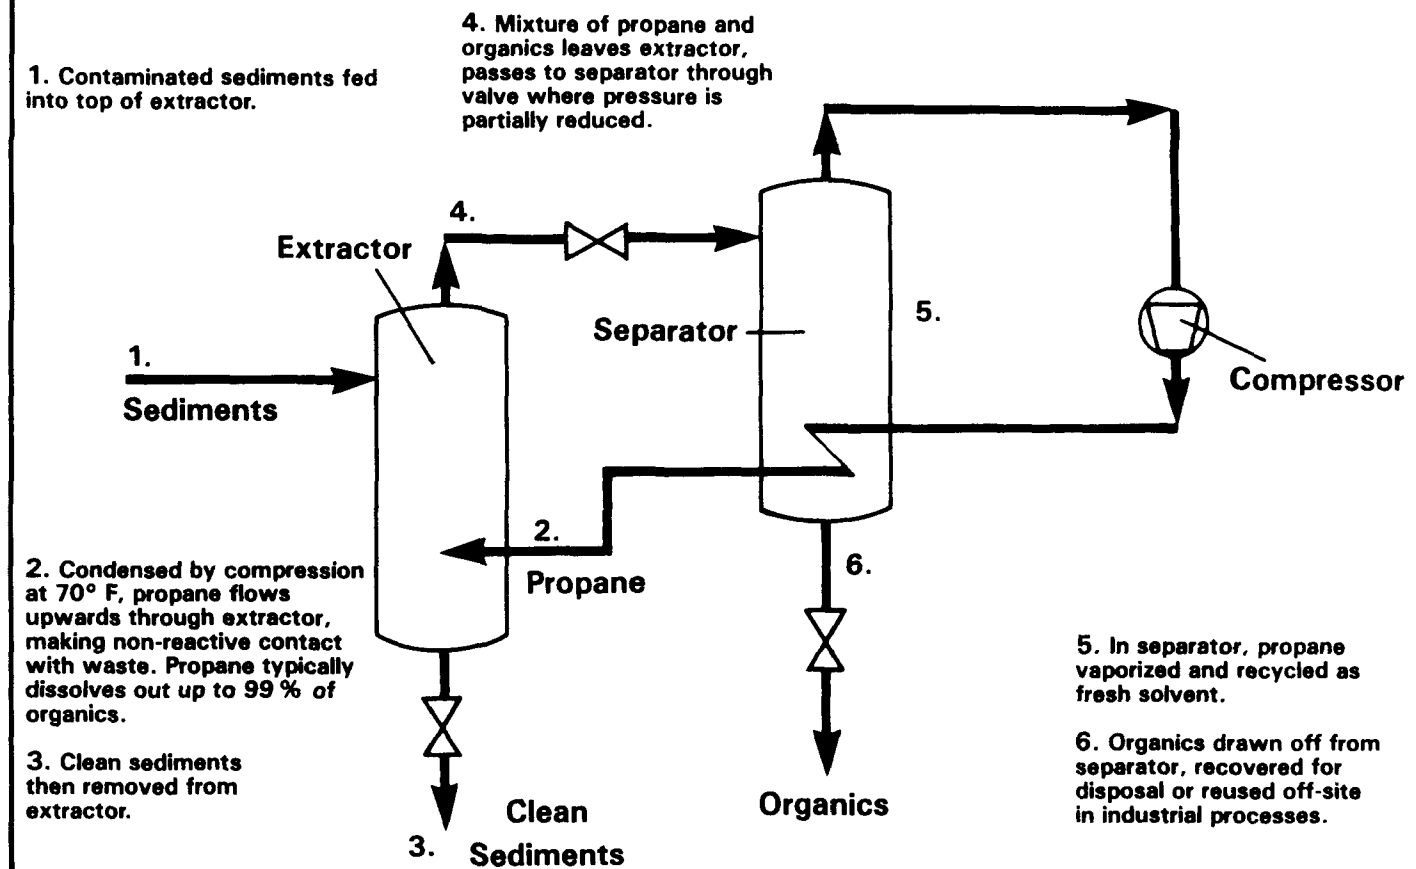 1. Contaminated sediments fed
into top of extractor.
4. Mixture of propane and
organics leaves extractor,
passes to separator through
valve where pressure is
partially reduced.
4.
Extractor
Separator
5.
1.
Sediments
Compressor
2.
Propane
6.
2. Condensed by compression
at 70° F, propane flows
upwards through extractor,
making non-reactive contact
with waste. Propane typically
dissolves out up to 99 % of
organics.
3. Clean sediments
then removed from
extractor.
3.
Clean
Sediments
Organics
5. In separator, propane
vaporized and recycled as
fresh solvent.
6. Organics drawn off from
separator, recovered for
disposal or reused off-site
in industrial processes.